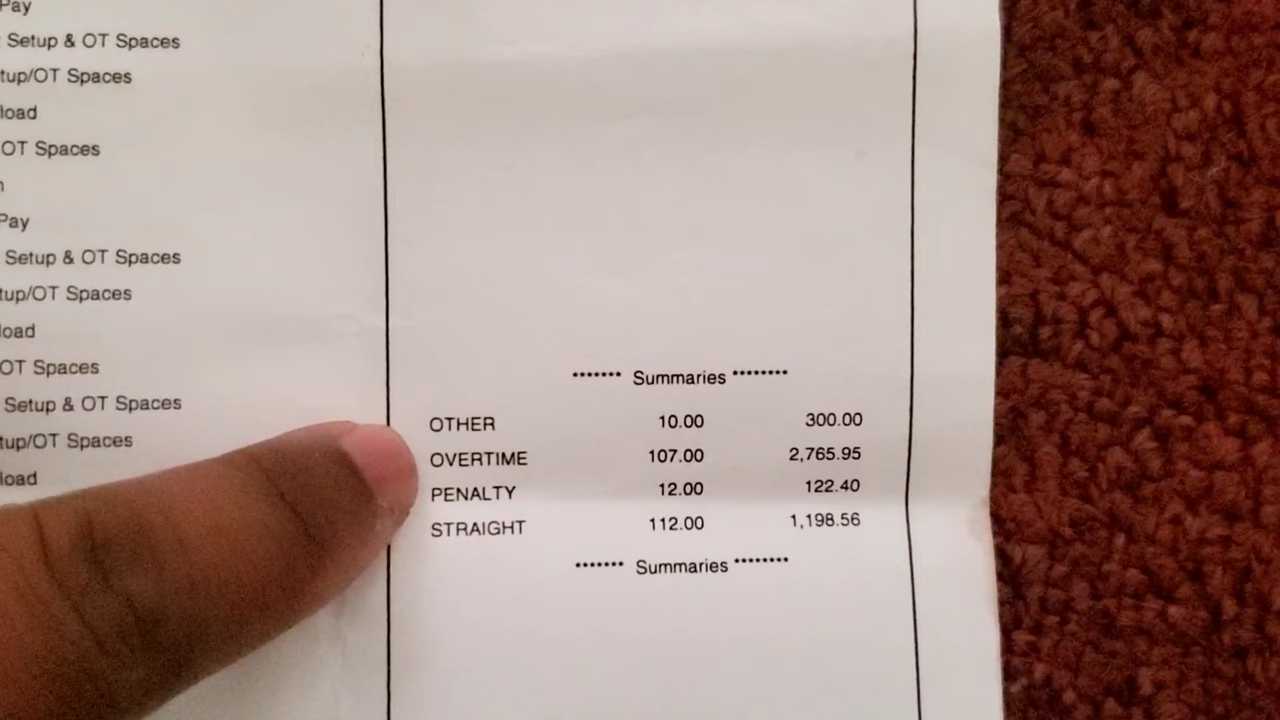 Pay
Setup & OT Spaces
tup/OT Spaces
load
OT Spaces
n
Pay
Setup & OT Spaces
tup/OT Spaces
load
OT Spaces
Setup & OT Spaces
tup/OT Spaces
load
******* Summaries ********
OTHER 10.00 300.00
OVERTIME 107.00 2,765.95
PENALTY 12.00 122.40
STRAIGHT 112.00 1,198.56
******* Summaries ********